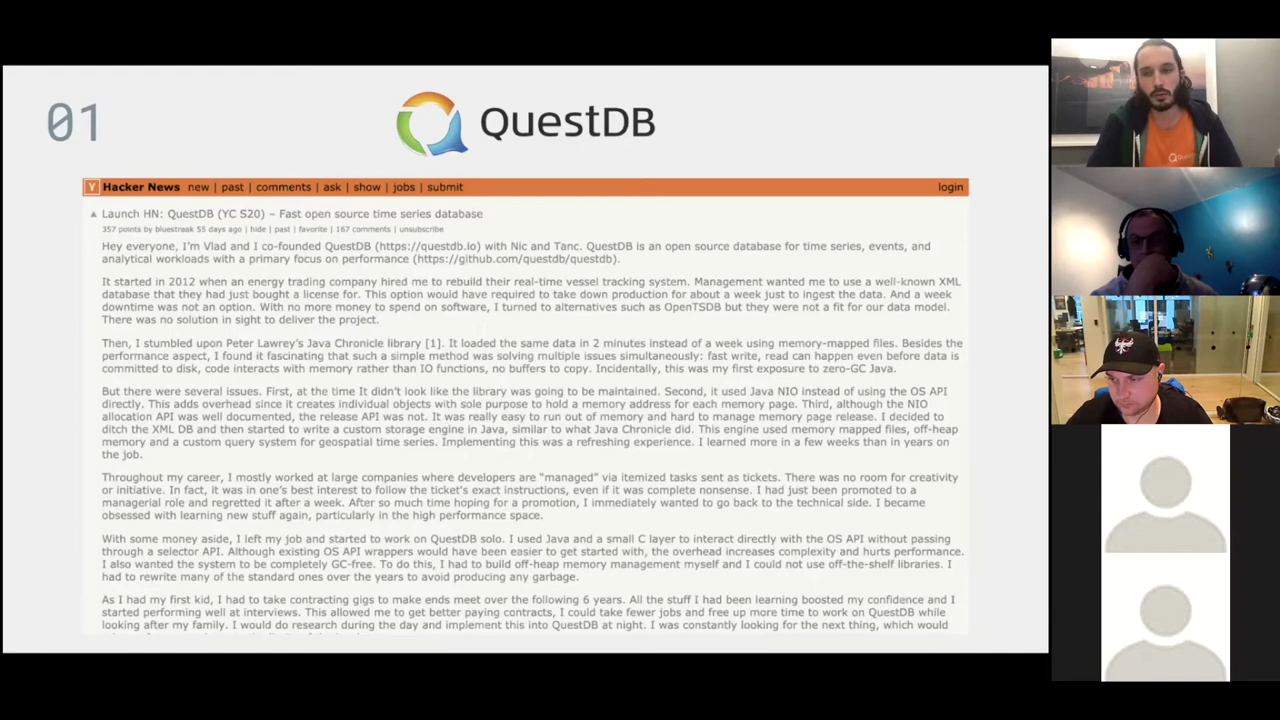 01
QuestDB
Y Hacker News new | past | comments | ask | show | jobs | submit login
Launch HN: QuestDB (YC S20) – Fast open source time series database
357 points by bluestreak 55 days ago | hide | past | favorite | 167 comments | unsubscribe
Hey everyone, I'm Vlad and I co-founded QuestDB (https://questdb.io) with Nic and Tanc. QuestDB is an open source database for time series, events, and
analytical workloads with a primary focus on performance (https://github.com/questdb/questdb).
It started in 2012 when an energy trading company hired me to rebuild their real-time vessel tracking system. Management wanted me to use a well-known XML
database that they had just bought a license for. This option would have required to take down production for about a week just to ingest the data. And a week
downtime was not an option. With no more money to spend on software, I turned to alternatives such as OpenTSDB but they were not a fit for our data model.
There was no solution in sight to deliver the project.
Then, I stumbled upon Peter Lawrey's Java Chronicle library [1]. It loaded the same data in 2 minutes instead of a week using memory-mapped files. Besides the
performance aspect, I found it fascinating that such a simple method was solving multiple issues simultaneously: fast write, read can happen even before data is
committed to disk, code interacts with memory rather than IO functions, no buffers to copy. Incidentally, this was my first exposure to zero-GC Java.
But there were several issues. First, at the time It didn't look like the library was going to be maintained. Second, it used Java NIO instead of using the OS API
directly. This adds overhead since it creates individual objects with sole purpose to hold a memory address for each memory page. Third, although the NIO
allocation API was well documented, the release API was not. It was really easy to run out of memory and hard to manage memory page release. I decided to
ditch the XML DB and then started to write a custom storage engine in Java, similar to what Java Chronicle did. This engine used memory mapped files, off-heap
memory and a custom query system for geospatial time series. Implementing this was a refreshing experience. I learned more in a few weeks than in years on
the job.
Throughout my career, I mostly worked at large companies where developers are "managed" via itemized tasks sent as tickets. There was no room for creativity
or initiative. In fact, it was in one's best interest to follow the ticket's exact instructions, even if it was complete nonsense. I had just been promoted to a
managerial role and regretted it after a week. After so much time hoping for a promotion, I immediately wanted to go back to the technical side. I became
obsessed with learning new stuff again, particularly in the high performance space.
With some money aside, I left my job and started to work on QuestDB solo. I used Java and a small C layer to interact directly with the OS API without passing
through a selector API. Although existing OS API wrappers would have been easier to get started with, the overhead increases complexity and hurts performance.
I also wanted the system to be completely GC-free. To do this, I had to build off-heap memory management myself and I could not use off-the-shelf libraries. I
had to rewrite many of the standard ones over the years to avoid producing any garbage.
As I had my first kid, I had to take contracting gigs to make ends meet over the following 6 years. All the stuff I had been learning boosted my confidence and I
started performing well at interviews. This allowed me to get better paying contracts, I could take fewer jobs and free up more time to work on QuestDB while
looking after my family. I would do research during the day and implement this into QuestDB at night. I was constantly looking for the next thing, which would